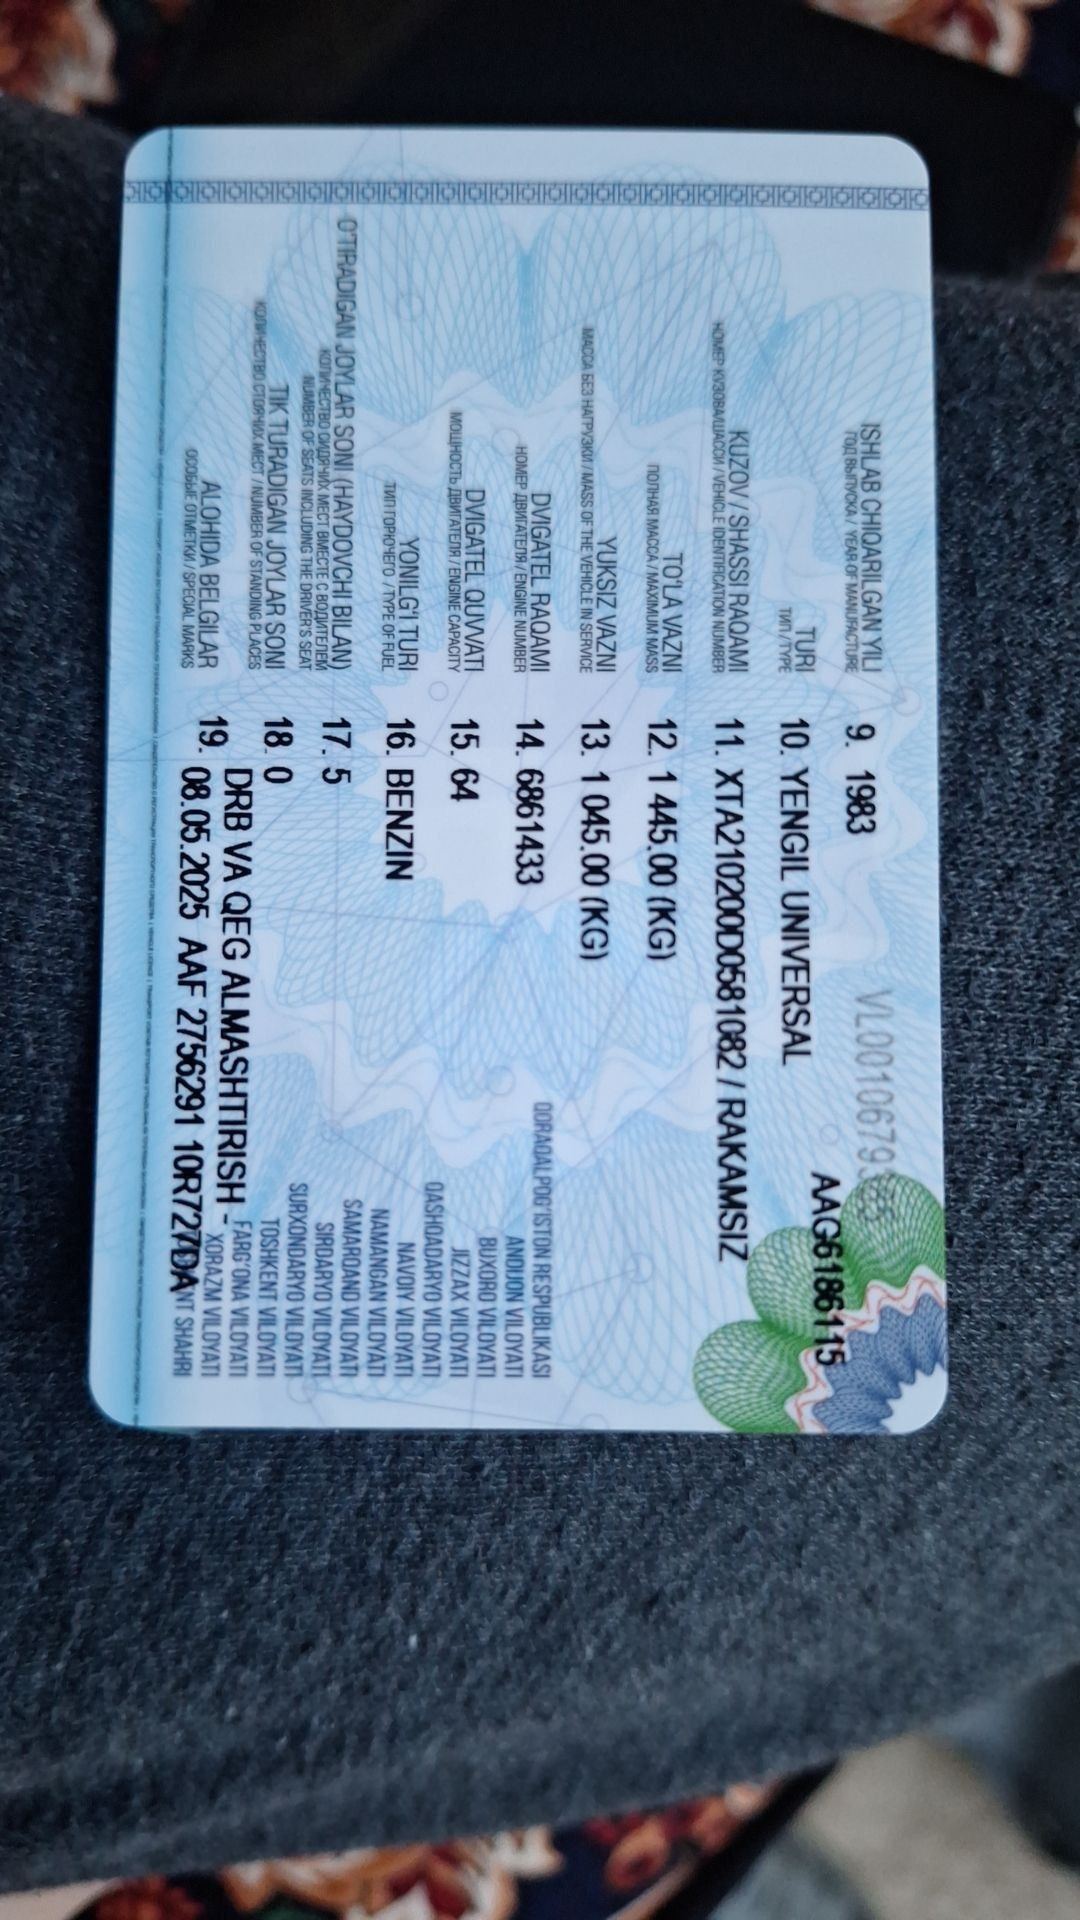 VL0010679
AAG6186115
ISHLAB CHIQARILGAN YILI 9. 1983
ГОД ВЫПУСКА / YEAR OF MANUFACTURE
TURI 10. YENGIL UNIVERSAL
ТИП / TYPE
KUZOV / SHASSI RAQAMI 11. XTA210200D0581082 / RAKAMSIZ
НОМЕР КУЗОВА/ШАССИ / VEHICLE IDENTIFICATION NUMBER
TO'LA VAZNI 12. 1 445.00 (KG)
ПОЛНАЯ МАССА / MAXIMUM MASS
YUKSIZ VAZNI 13. 1 045.00 (KG)
МАССА БЕЗ НАГРУЗКИ / MASS OF THE VEHICLE IN SERVICE
DVIGATEL RAQAMI 14. 6861433
НОМЕР ДВИГАТЕЛЯ / ENGINE NUMBER
DVIGATEL QUVVATI 15. 64
МОЩНОСТЬ ДВИГАТЕЛЯ / ENGINE CAPACITY
YONILG'I TURI 16. BENZIN
ТИП ГОРЮЧЕГО / TYPE OF FUEL
O'TIRADIGAN JOYLAR SONI (HAYDOVCHI BILAN) 17. 5
КОЛИЧЕСТВО СИДЯЧИХ МЕСТ ВМЕСТЕ С ВОДИТЕЛЕМ
NUMBER OF SEATS INCLUDING THE DRIVER'S SEAT
TIK TURADIGAN JOYLAR SONI 18. 0
КОЛИЧЕСТВО СТОЯЧИХ МЕСТ / NUMBER OF STANDING PLACES
DRB VA QEG ALMASHTIRISH -
ALOHIDA BELGILAR 19. 08.05.2025 AAF 2756291 10R727DA
ОСОБЫЕ ОТМЕТКИ / SPECIAL MARKS
QORAQALPOG'ISTON RESPUBLIKASI
ANDIJON VILOYATI
BUXORO VILOYATI
JIZZAX VILOYATI
QASHQADARYO VILOYATI
NAVOIY VILOYATI
NAMANGAN VILOYATI
SAMARQAND VILOYATI
SIRDARYO VILOYATI
SURXONDARYO VILOYATI
TOSHKENT VILOYATI
FARG'ONA VILOYATI
XORAZM VILOYATI
SHAHRI